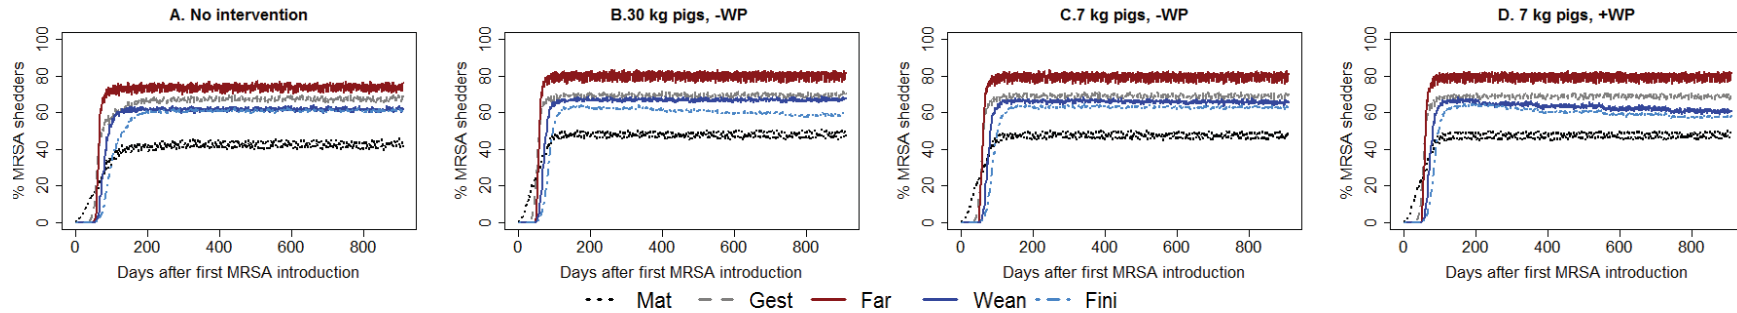 A. No intervention
B.30 kg pigs, -WP
C.7 kg pigs, -WP
D. 7 kg pigs, +WP
% MRSA shedders
0 20 40 60 80 100
0 200 400 600 800
Days after first MRSA introduction
% MRSA shedders
0 20 40 60 80 100
0 200 400 600 800
Days after first MRSA introduction
% MRSA shedders
0 20 40 60 80 100
0 200 400 600 800
Days after first MRSA introduction
% MRSA shedders
0 20 40 60 80 100
0 200 400 600 800
Days after first MRSA introduction
Mat Gest Far Wean Fini